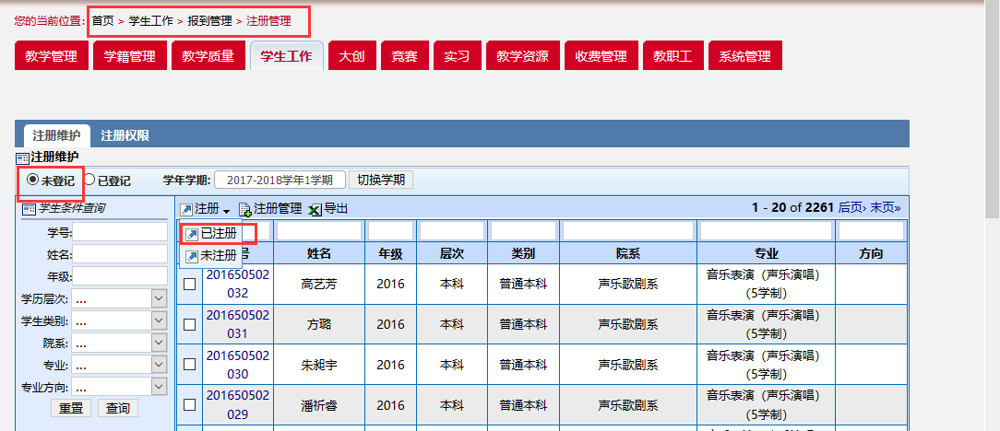 您的当前位置: 首页 > 学生工作 > 报到管理 > 注册管理
教学管理 学籍管理 教学质量 学生工作 大创 竞赛 实习 教学资源 收费管理 教职工 系统管理
注册维护 注册权限
注册维护
未登记 已登记 学年学期: 2017-2018学年1学期 切换学期
学生条件查询
学号:
姓名:
年级:
学历层次: ...
学生类别: ...
院系: ...
专业: ...
专业方向: ...
重置 查询
注册 注册管理 导出 1 - 20 of 2261 后页› 末页»
已注册
未注册
号 姓名 年级 层次 类别 院系 专业 方向
201650502032 高艺芳 2016 本科 普通本科 声乐歌剧系 音乐表演（声乐演唱）(5学制)
201650502031 方璐 2016 本科 普通本科 声乐歌剧系 音乐表演（声乐演唱）(5学制)
201650502030 朱昶宇 2016 本科 普通本科 声乐歌剧系 音乐表演（声乐演唱）(5学制)
201650502029 潘祈睿 2016 本科 普通本科 声乐歌剧系 音乐表演（声乐演唱）(5学制)